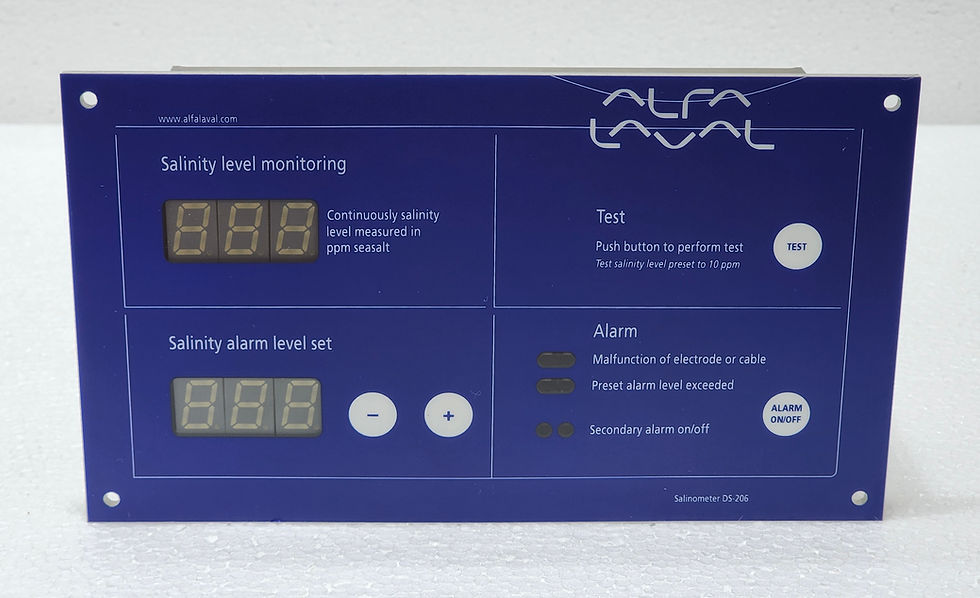 www.alfalaval.com
ALFA
LAVAL
Salinity level monitoring
Continuously salinity
level measured in
ppm seasalt
Test
Push button to perform test
Test salinity level preset to 10 ppm
TEST
Salinity alarm level set
-
+
Alarm
Malfunction of electrode or cable
Preset alarm level exceeded
Secondary alarm on/off
ALARM
ON/OFF
Salinometer DS-206